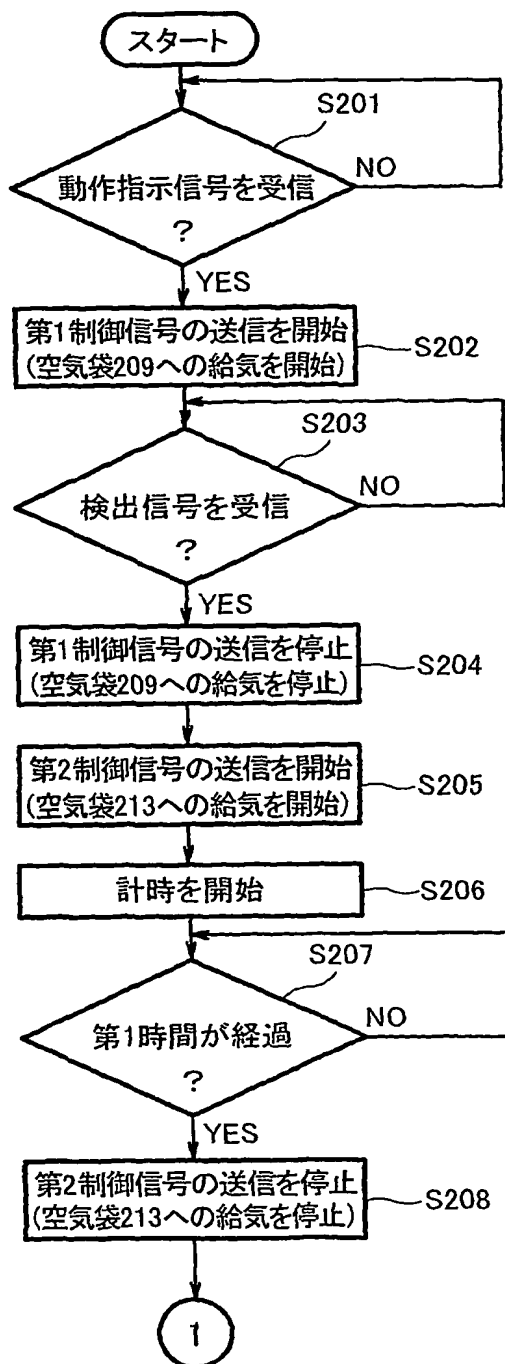 スタート
S201
動作指示信号を受信
?
NO
YES
第1制御信号の送信を開始
(空気袋209への給気を開始)
S202
S203
検出信号を受信
?
NO
YES
第1制御信号の送信を停止
(空気袋209への給気を停止)
S204
第2制御信号の送信を開始
(空気袋213への給気を開始)
S205
計時を開始
S206
S207
第1時間が経過
?
NO
YES
第2制御信号の送信を停止
(空気袋213への給気を停止)
S208
1